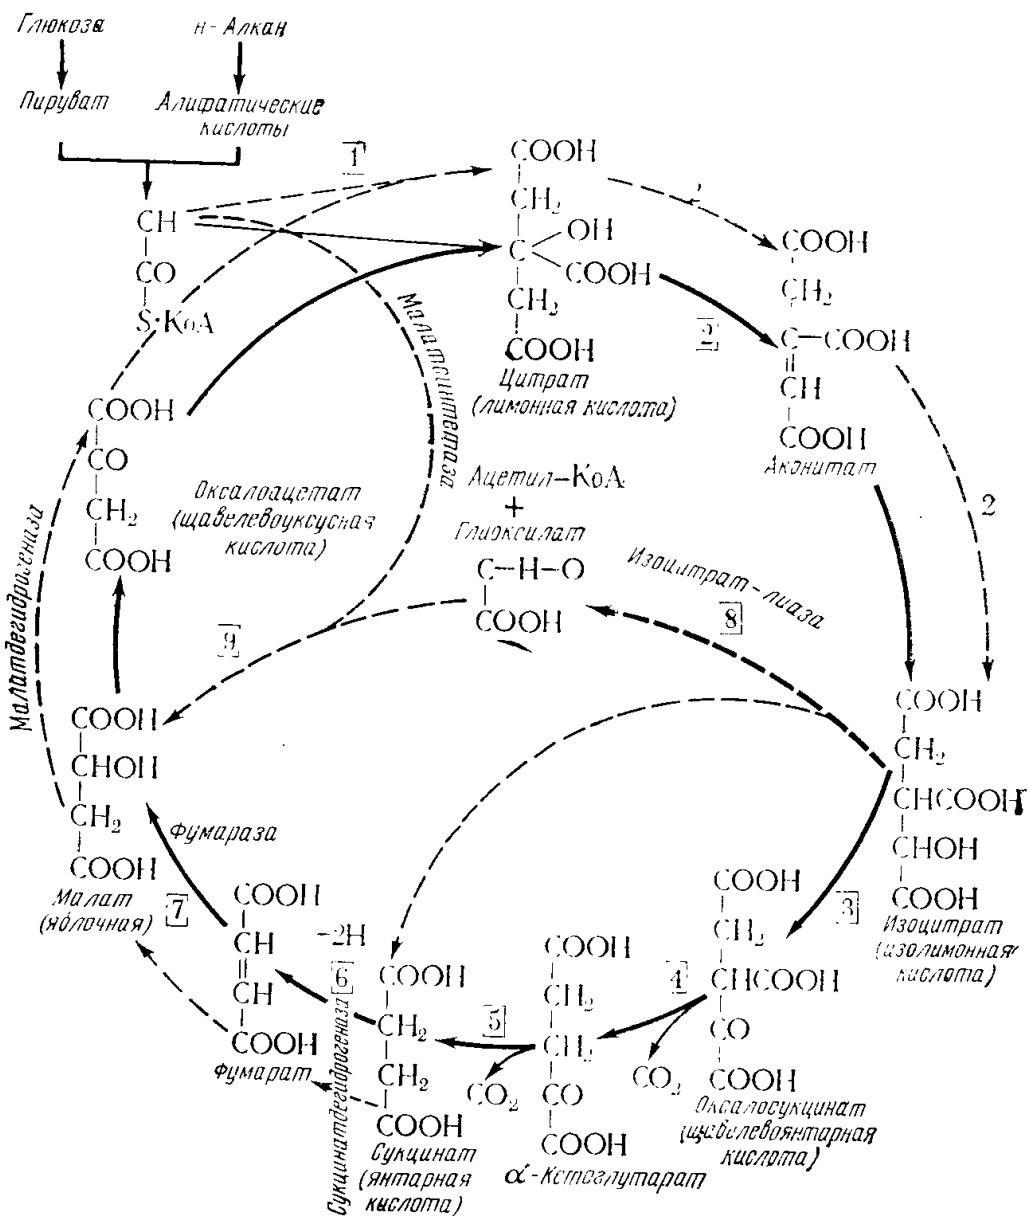 Глюкоза
н-Алкан
Пируват
Алифатические
кислоты
1
CH
CO
S·КоА
COOH
CH2
C
OH
COOH
CH2
COOH
Цитрат
(лимонная кислота)
2
2
COOH
CH2
C–COOH
CH
COOH
Аконитат
2
Малатсинтетаза
COOH
CO
CH2
COOH
Оксалоацетат
(щавелевоуксусная
кислота)
Малатдегидрогеназа
Ацетил–КоА
+
Глиоксилат
C–H–O
COOH
Изоцитрат-лиаза
8
9
COOH
CH2
CHCOOH
CHOH
COOH
Изоцитрат
(изолимонная
кислота)
3
COOH
CHOH
CH2
COOH
Малат
(яблочная)
Фумараза
7
COOH
CH
CH
COOH
Фумарат
-2H
6
Сукцинатдегидрогеназа
COOH
CH2
CH2
COOH
Сукцинат
(янтарная
кислота)
5
CO2
COOH
CH2
CH2
CO
COOH
α-Кетоглутарат
4
CO2
COOH
CH2
CHCOOH
CO
COOH
Оксалосукцинат
(щавелевоянтарная
кислота)